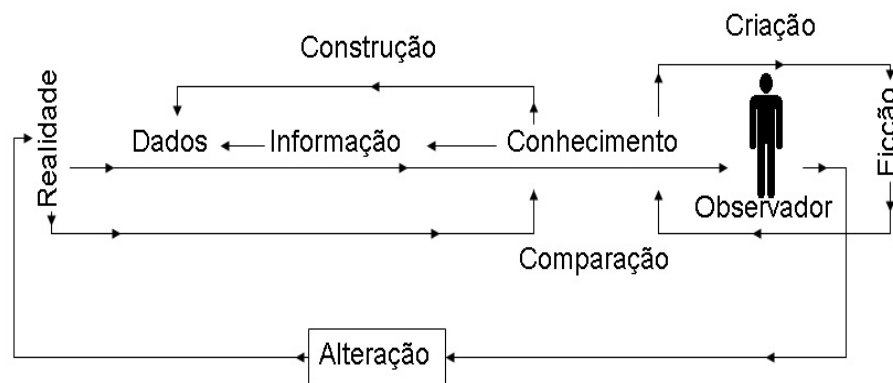 Criação
Construção
Realidade
Dados
Informação
Conhecimento
Ficção
Observador
Comparação
Alteração